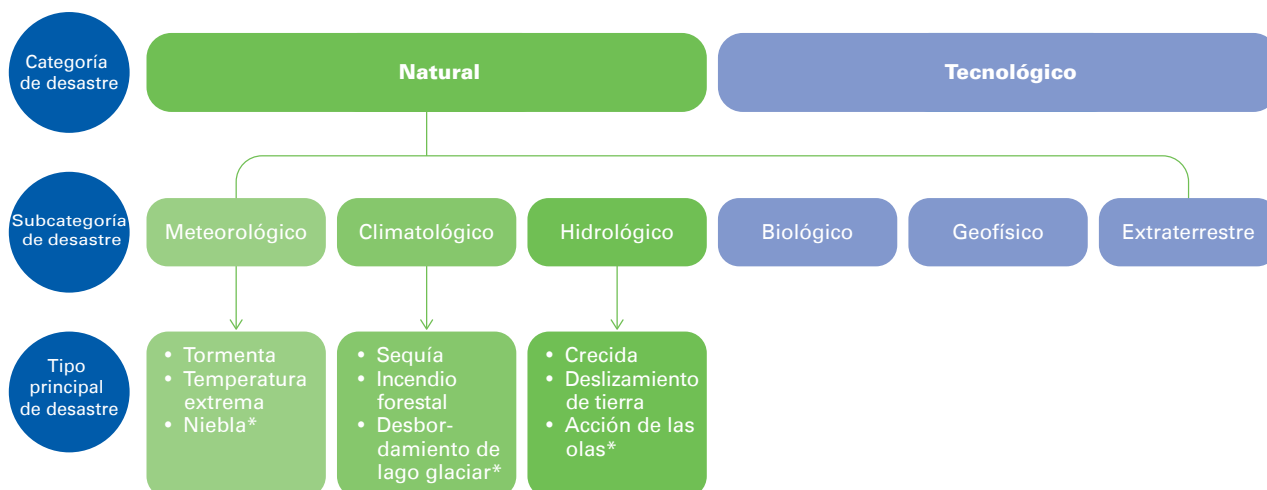 Categoría
de desastre
Natural
Tecnológico
Subcategoría
de desastre
Meteorológico
Climatológico
Hidrológico
Biológico
Geofísico
Extraterrestre
Tipo
principal
de desastre
• Tormenta
• Temperatura
extrema
• Niebla*
• Sequía
• Incendio
forestal
• Desbor-
damiento de
lago glaciar*
• Crecida
• Deslizamiento
de tierra
• Acción de las
olas*